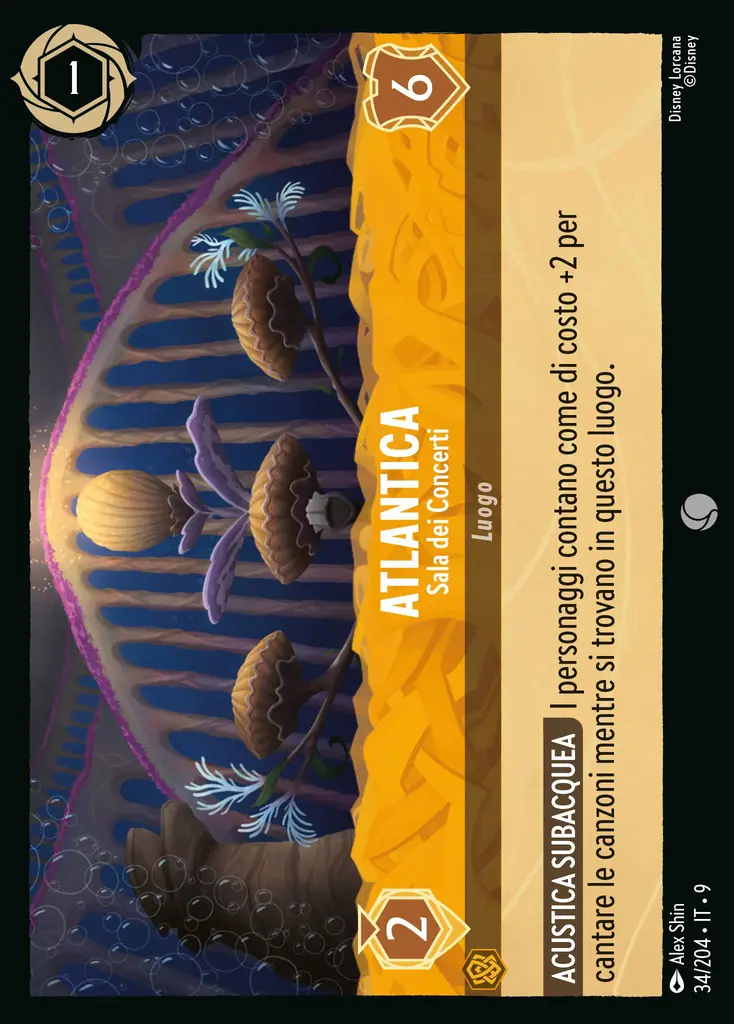 1
2
ATLANTICA
6
Sala dei Concerti
Luogo
ACUSTICA SUBACQUEA I personaggi contano come di costo +2 per
cantare le canzoni mentre si trovano in questo luogo.
Alex Shin
34/204 • IT • 9
Disney Lorcana
©Disney